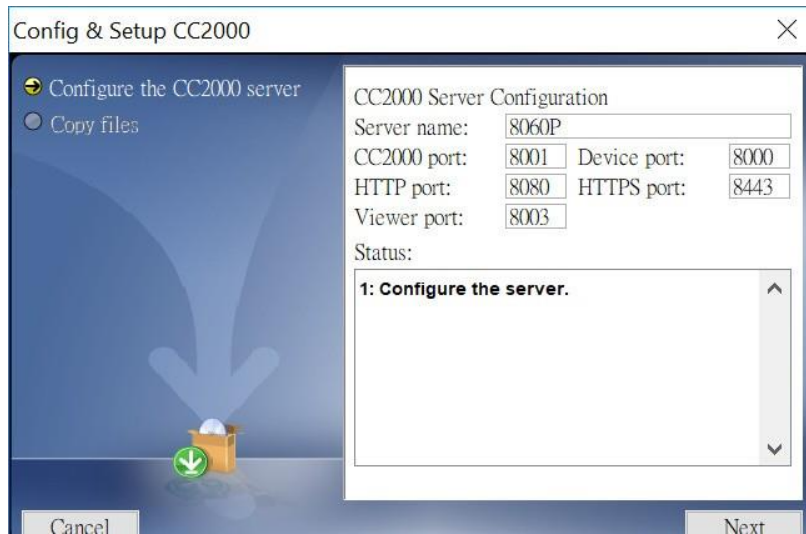 Config & Setup CC2000
Configure the CC2000 server
Copy files
CC2000 Server Configuration
Server name: 8060P
CC2000 port: 8001 Device port: 8000
HTTP port: 8080 HTTPS port: 8443
Viewer port: 8003
Status:
1: Configure the server.
Cancel
Next